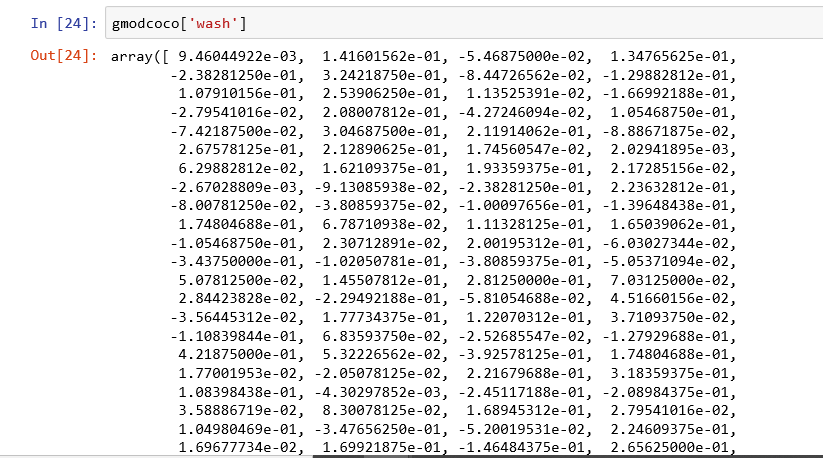 In [24]: gmodcoco['wash']
Out[24]: array([ 9.46044922e-03, 1.41601562e-01, -5.46875000e-02, 1.34765625e-01,
-2.38281250e-01, 3.24218750e-01, -8.44726562e-02, -1.29882812e-01,
1.07910156e-01, 2.53906250e-01, 1.13525391e-02, -1.66992188e-01,
-2.79541016e-02, 2.08007812e-01, -4.27246094e-02, 1.05468750e-01,
-7.42187500e-02, 3.04687500e-01, 2.11914062e-01, -8.88671875e-02,
2.67578125e-01, 2.12890625e-01, 1.74560547e-02, 2.02941895e-03,
6.29882812e-02, 1.62109375e-01, 1.93359375e-01, 2.17285156e-02,
-2.67028809e-03, -9.13085938e-02, -2.38281250e-01, 2.23632812e-01,
-8.00781250e-02, -3.80859375e-02, -1.00097656e-01, -1.39648438e-01,
1.74804688e-01, 6.78710938e-02, 1.11328125e-01, 1.65039062e-01,
-1.05468750e-01, 2.30712891e-02, 2.00195312e-01, -6.03027344e-02,
-3.43750000e-01, -1.02050781e-01, -3.80859375e-01, -5.05371094e-02,
5.07812500e-02, 1.45507812e-01, 2.81250000e-01, 7.03125000e-02,
2.84423828e-02, -2.29492188e-01, -5.81054688e-02, 4.51660156e-02,
-3.56445312e-02, 1.77734375e-01, 1.22070312e-01, 3.71093750e-02,
-1.10839844e-01, 6.83593750e-02, -2.52685547e-02, -1.27929688e-01,
4.21875000e-01, 5.32226562e-02, -3.92578125e-01, 1.74804688e-01,
1.77001953e-02, -2.05078125e-02, 2.21679688e-01, 3.18359375e-01,
1.08398438e-01, -4.30297852e-03, -2.45117188e-01, -2.08984375e-01,
3.58886719e-02, 8.30078125e-02, 1.68945312e-01, 2.79541016e-02,
1.04980469e-01, -3.47656250e-01, -5.20019531e-02, 2.24609375e-01,
1.69677734e-02, 1.69921875e-01, -1.46484375e-01, 2.65625000e-01,